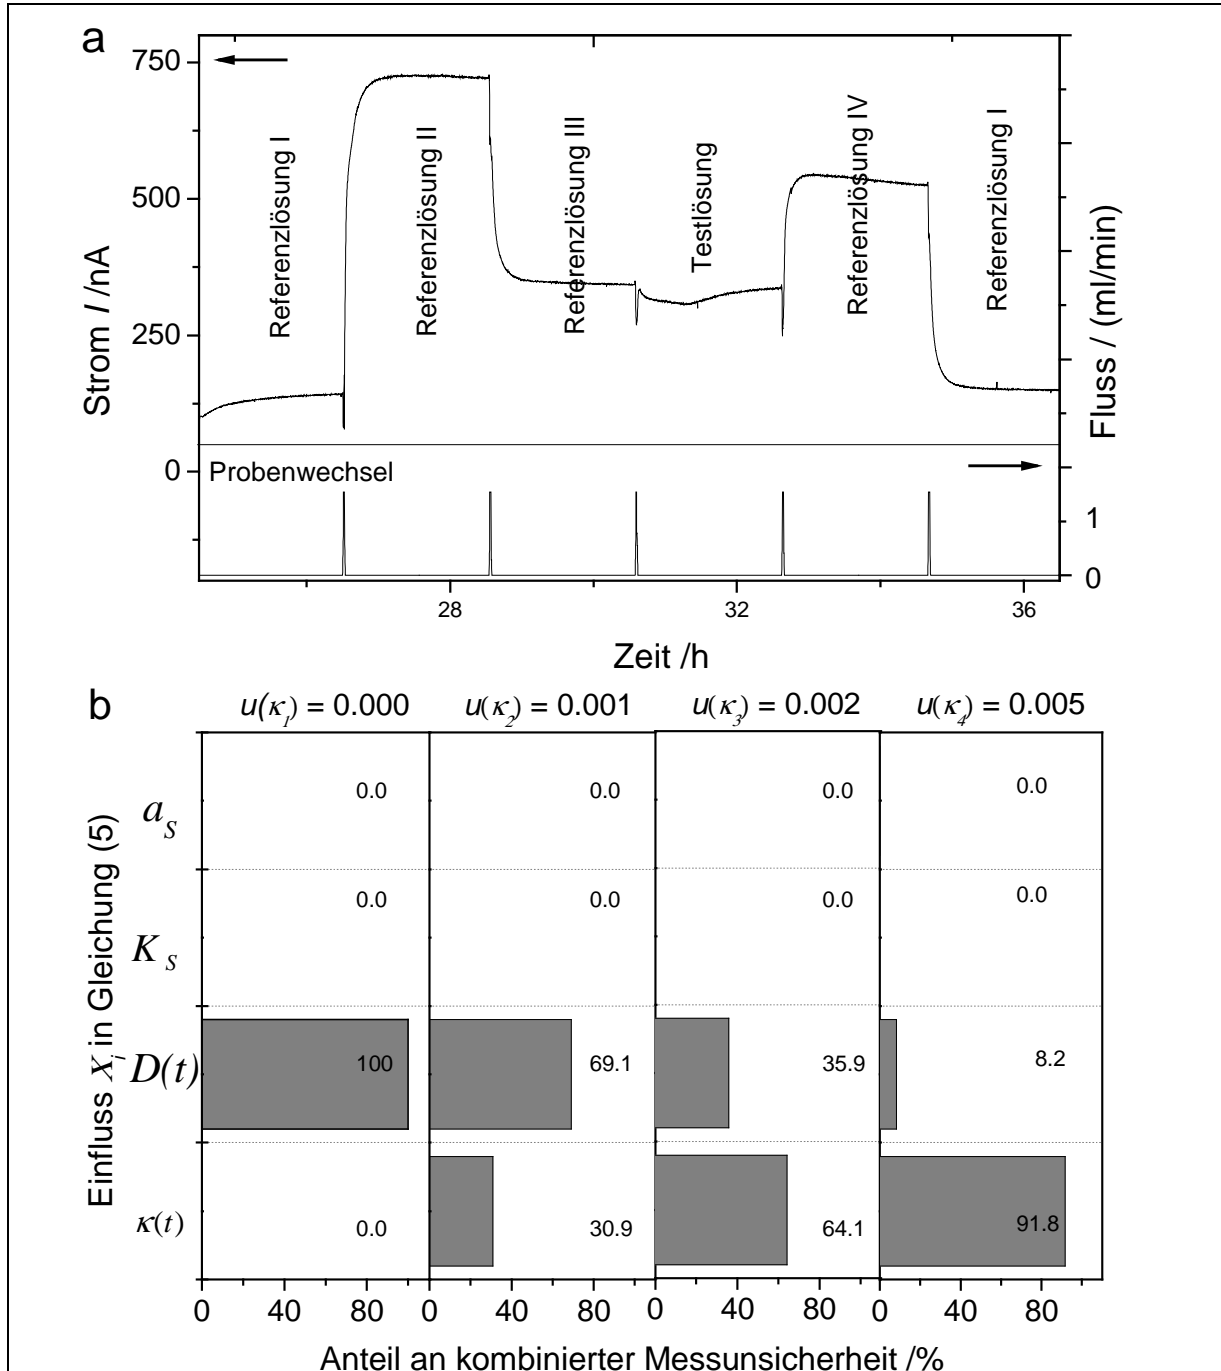 a
750
500
250
0
Strom I /nA
Referenzlösung I
Referenzlösung II
Referenzlösung III
Testlösung
Referenzlösung IV
Referenzlösung I
Fluss / (ml/min)
1
0
Probenwechsel
28
32
36
Zeit /h
b
u(κ₁) = 0.000
u(κ₂) = 0.001
u(κ₃) = 0.002
u(κ₄) = 0.005
Einfluss Xᵢ in Gleichung (5)
a_S
0.0
0.0
0.0
0.0
K_S
0.0
0.0
0.0
0.0
D(t)
100
69.1
35.9
8.2
κ(t)
0.0
30.9
64.1
91.8
0 40 80 0 40 80 0 40 80 0 40 80
Anteil an kombinierter Messunsicherheit /%